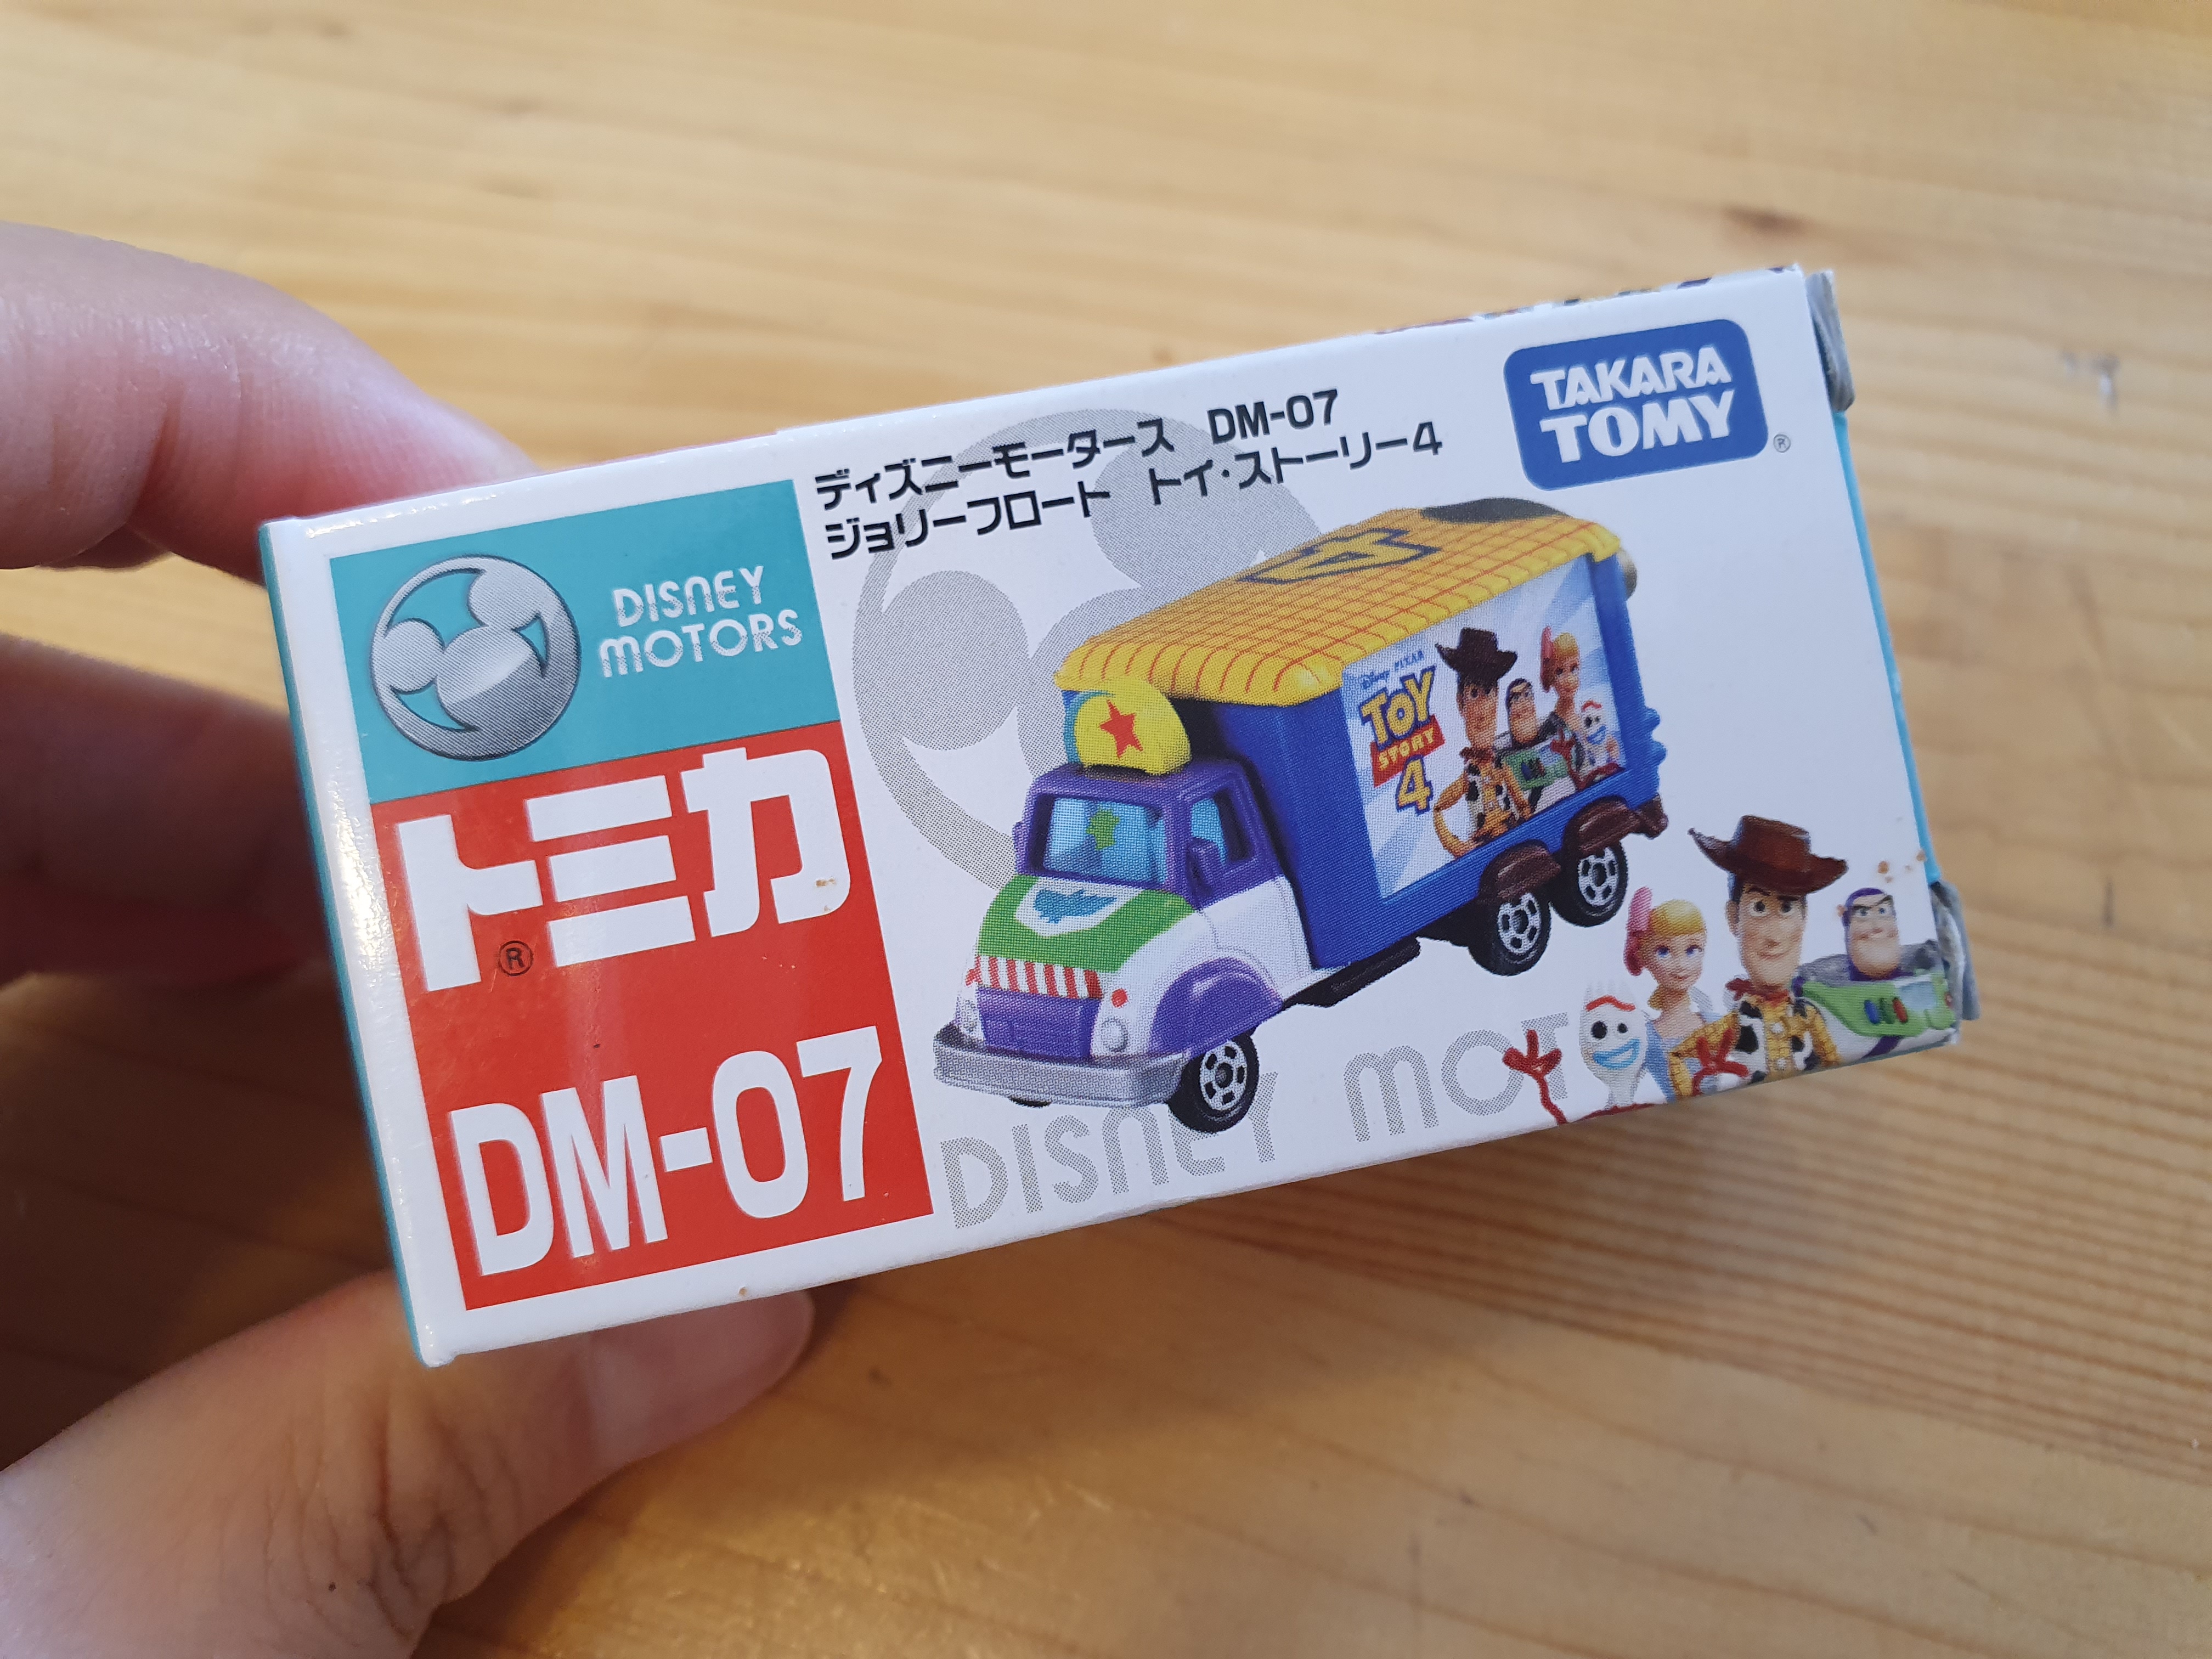 ディズニーモータース DM-07
ジョリーフロート トイ・ストーリー4
TAKARA
TOMY
®
DISNEY
MOTORS
トミカ
®
DM-07
Disney PIXAR
TOY
STORY
4
DISNEY MOT